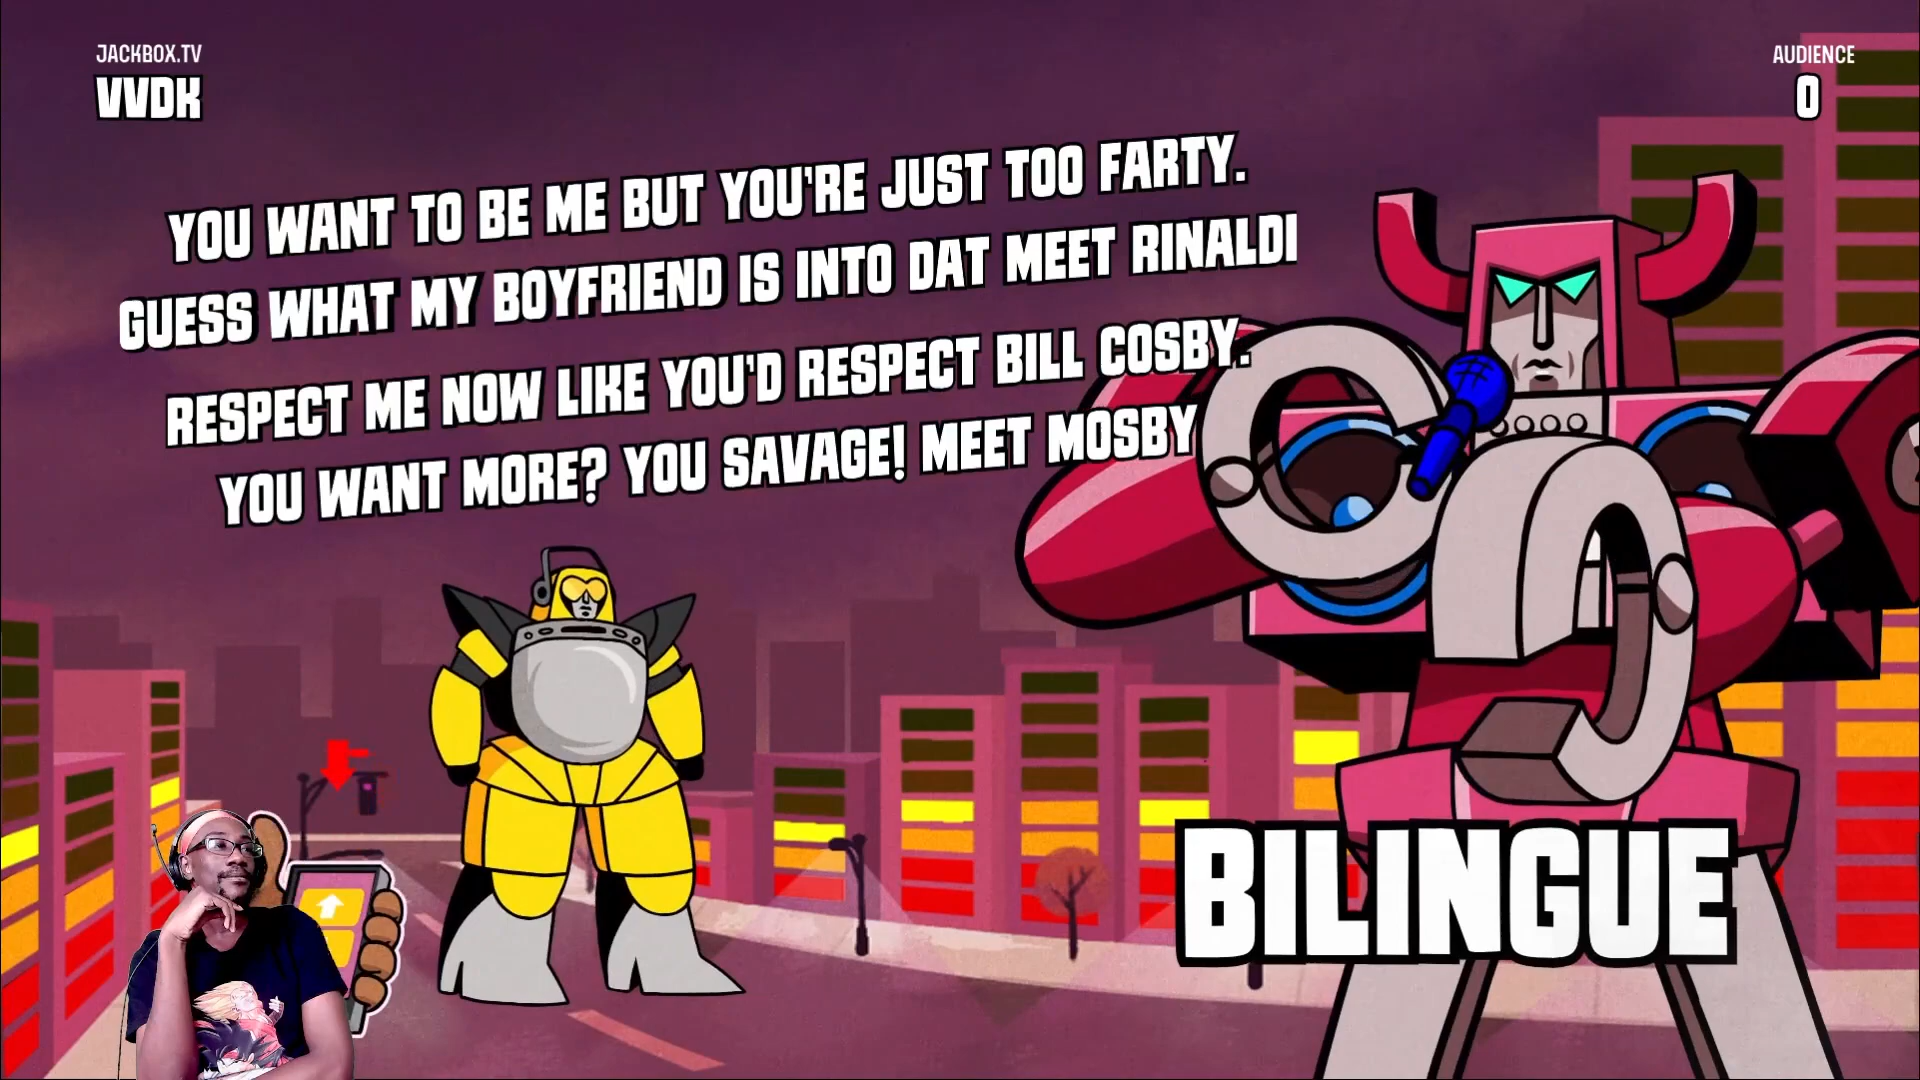 JACKBOX.TV
VVDK
AUDIENCE
0
YOU WANT TO BE ME BUT YOU'RE JUST TOO FARTY.
GUESS WHAT MY BOYFRIEND IS INTO DAT MEET RINALDI
RESPECT ME NOW LIKE YOU'D RESPECT BILL COSBY.
YOU WANT MORE? YOU SAVAGE! MEET MOSBY
BILINGUE